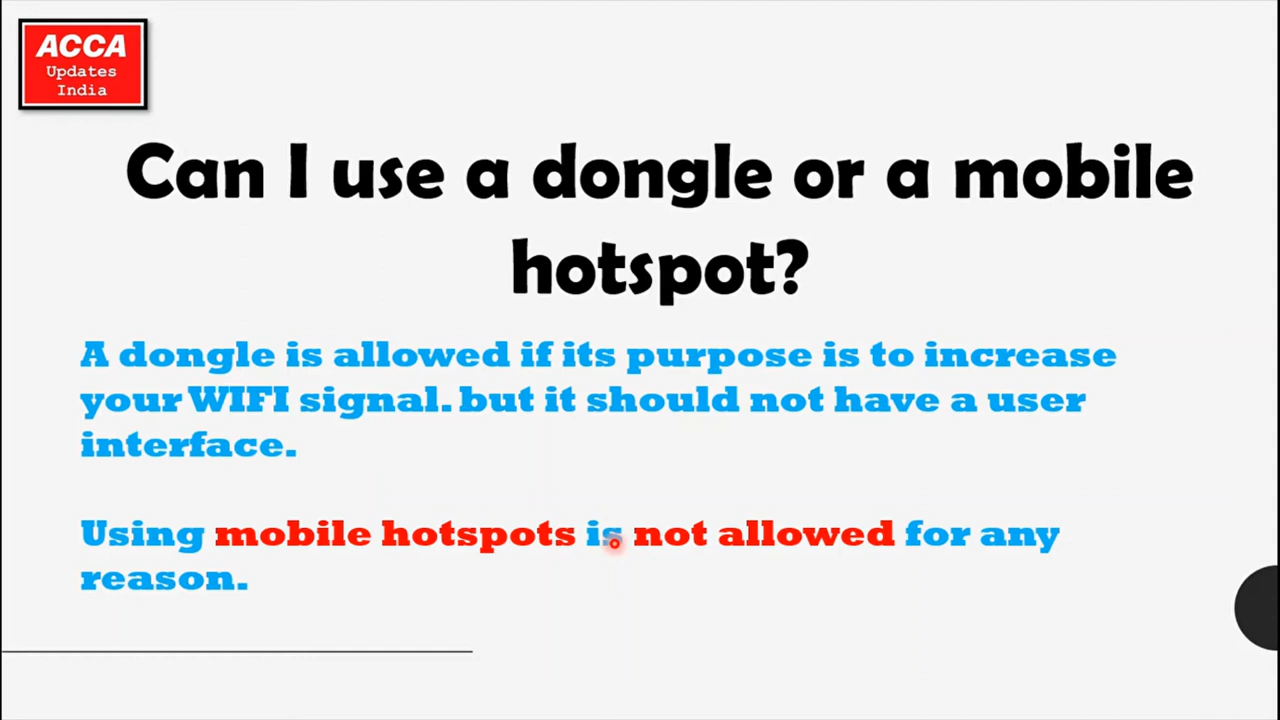 ACCA
Updates
India
Can I use a dongle or a mobile
hotspot?
A dongle is allowed if its purpose is to increase
your WIFI signal. but it should not have a user
interface.
Using mobile hotspots is not allowed for any
reason.